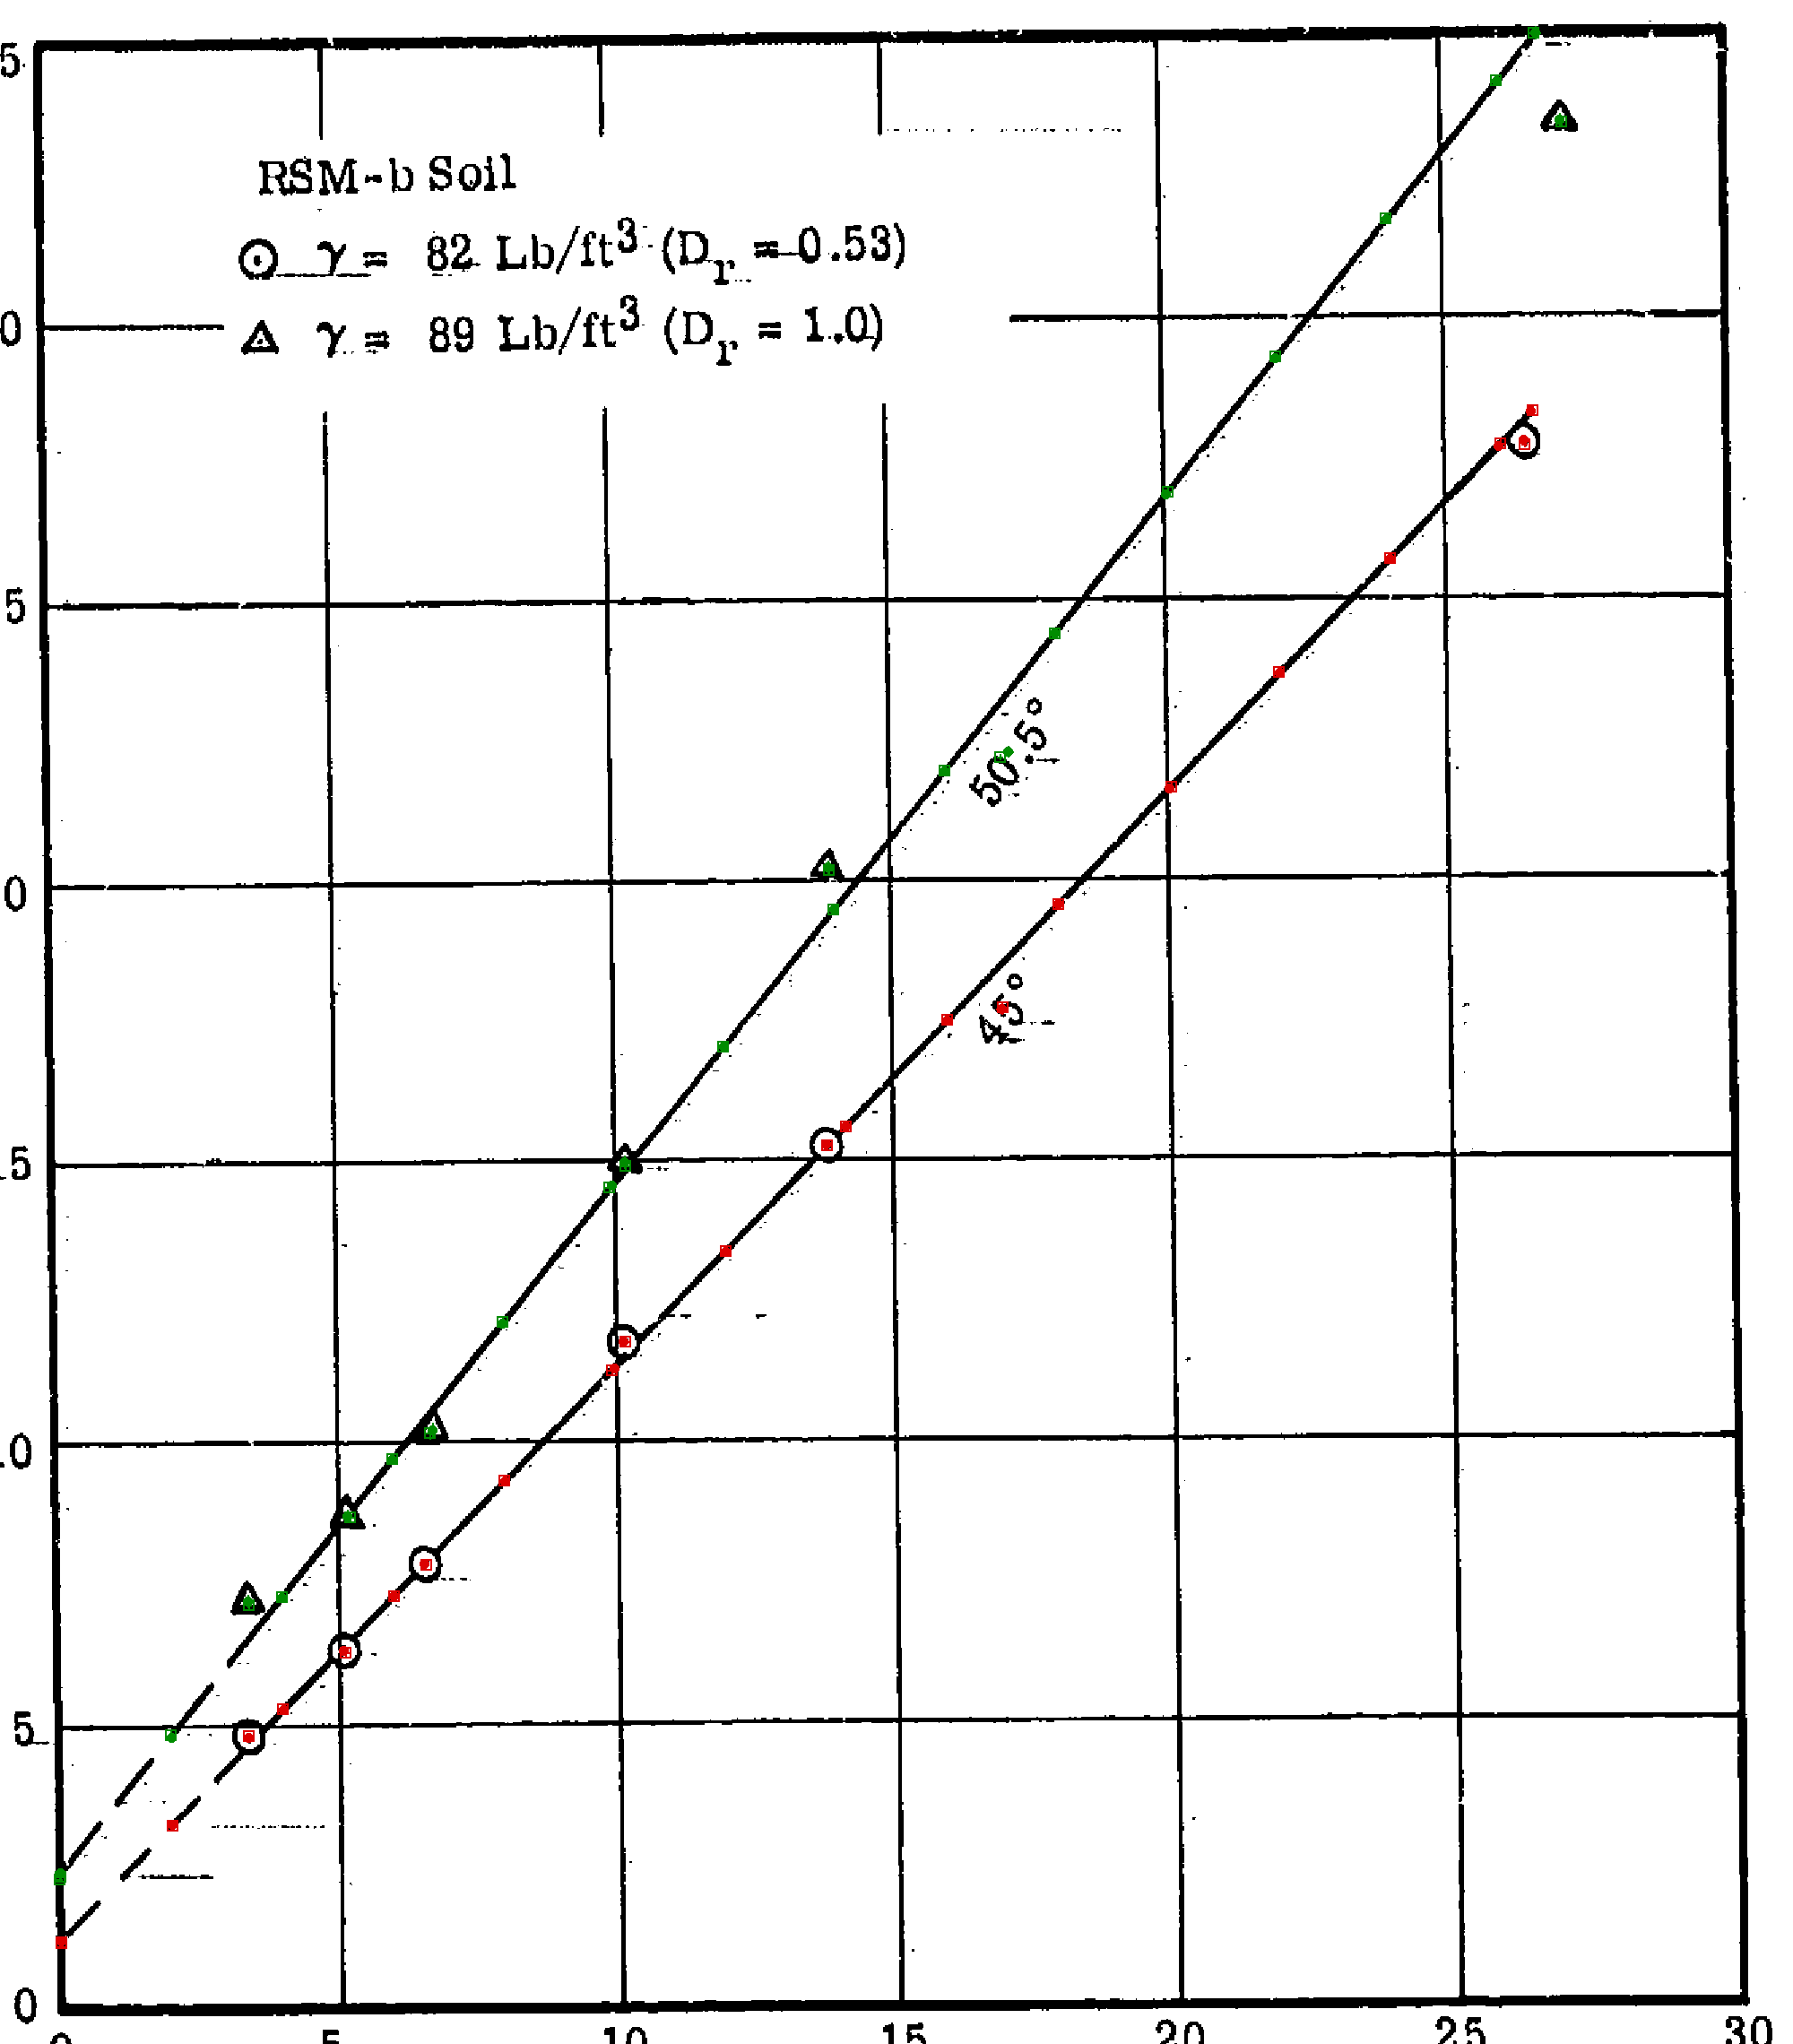 5
RSM-b Soil
γ = 82 Lb/ft³ (Dr = 0.53)
0
γ = 89 Lb/ft³ (Dr = 1.0)
5
50.5°
0
45°
.5
.0
5
0
5 10 15 20 25 30